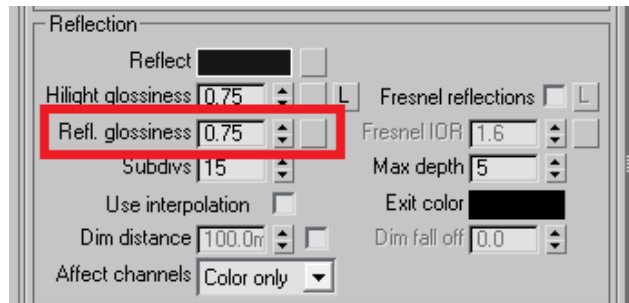 Reflection
Reflect
Hilight glossiness 0.75 L Fresnel reflections L
Refl. glossiness 0.75 Fresnel IOR 1.6
Subdivs 15 Max depth 5
Use interpolation Exit color
Dim distance 100.0m Dim fall off 0.0
Affect channels Color only